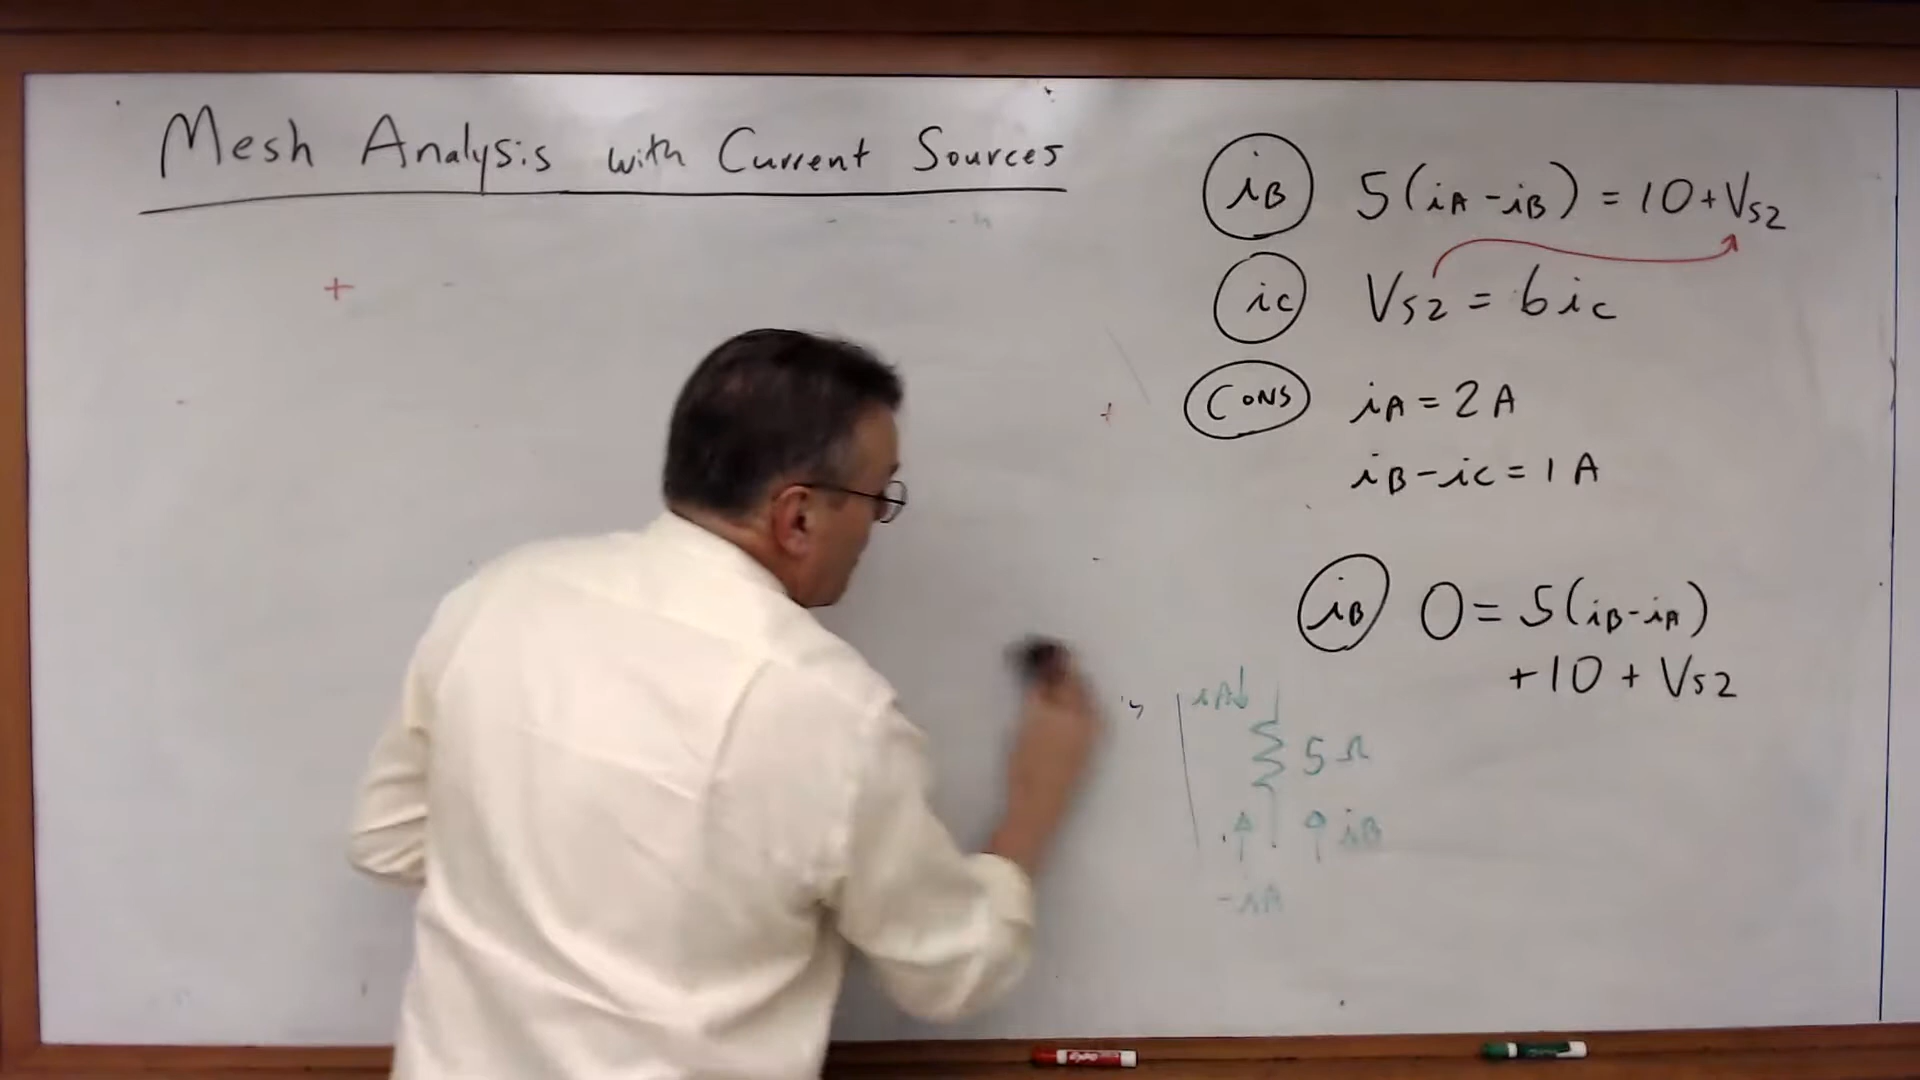 Mesh Analysis with Current Sources
iB 5(iA-iB) = 10+Vs2
ic Vs2 = 6ic
CONS iA = 2A
iB-ic = 1A
iB 0 = 5(iB-iA)
+10 + Vs2
iA↓
5Ω
iB
-iA